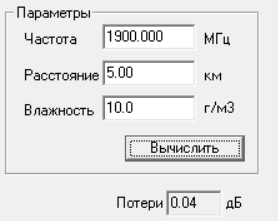 Параметры
Частота 1900.000 МГц
Расстояние 5.00 км
Влажность 10.0 г/м3
Вычислить
Потери 0.04 дБ